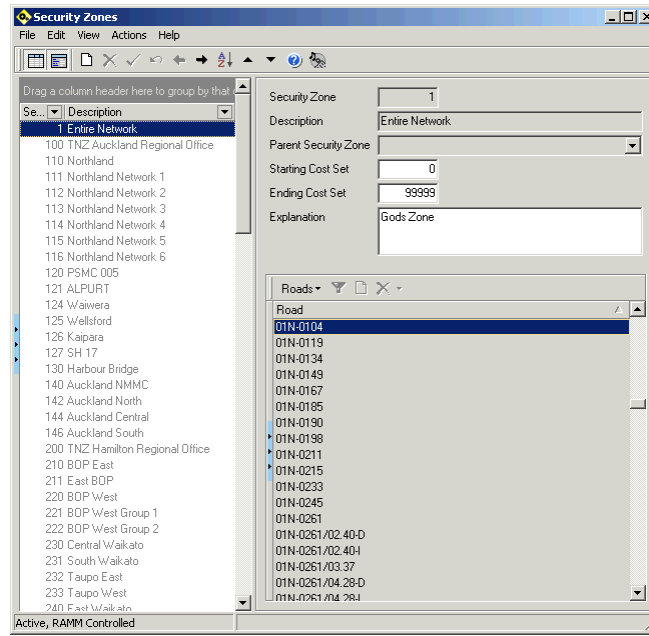 Security Zones
File Edit View Actions Help
Drag a column header here to group by that
Se... Description
1 Entire Network
100 TNZ Auckland Regional Office
110 Northland
111 Northland Network 1
112 Northland Network 2
113 Northland Network 3
114 Northland Network 4
115 Northland Network 5
116 Northland Network 6
120 PSMC 005
121 ALPURT
124 Waiwera
125 Wellsford
126 Kaipara
127 SH 17
130 Harbour Bridge
140 Auckland NMMC
142 Auckland North
144 Auckland Central
146 Auckland South
200 TNZ Hamilton Regional Office
210 BOP East
211 East BOP
220 BOP West
221 BOP West Group 1
222 BOP West Group 2
230 Central Waikato
231 South Waikato
232 Taupo East
233 Taupo West
240 East Waikato
Security Zone 1
Description Entire Network
Parent Security Zone
Starting Cost Set 0
Ending Cost Set 99999
Explanation Gods Zone
Roads
Road
01N-0104
01N-0119
01N-0134
01N-0149
01N-0167
01N-0185
01N-0190
01N-0198
01N-0211
01N-0215
01N-0233
01N-0245
01N-0261
01N-0261/02.40-D
01N-0261/02.40-I
01N-0261/03.37
01N-0261/04.28-D
01N-0261/04.28-I
Active, RAMM Controlled